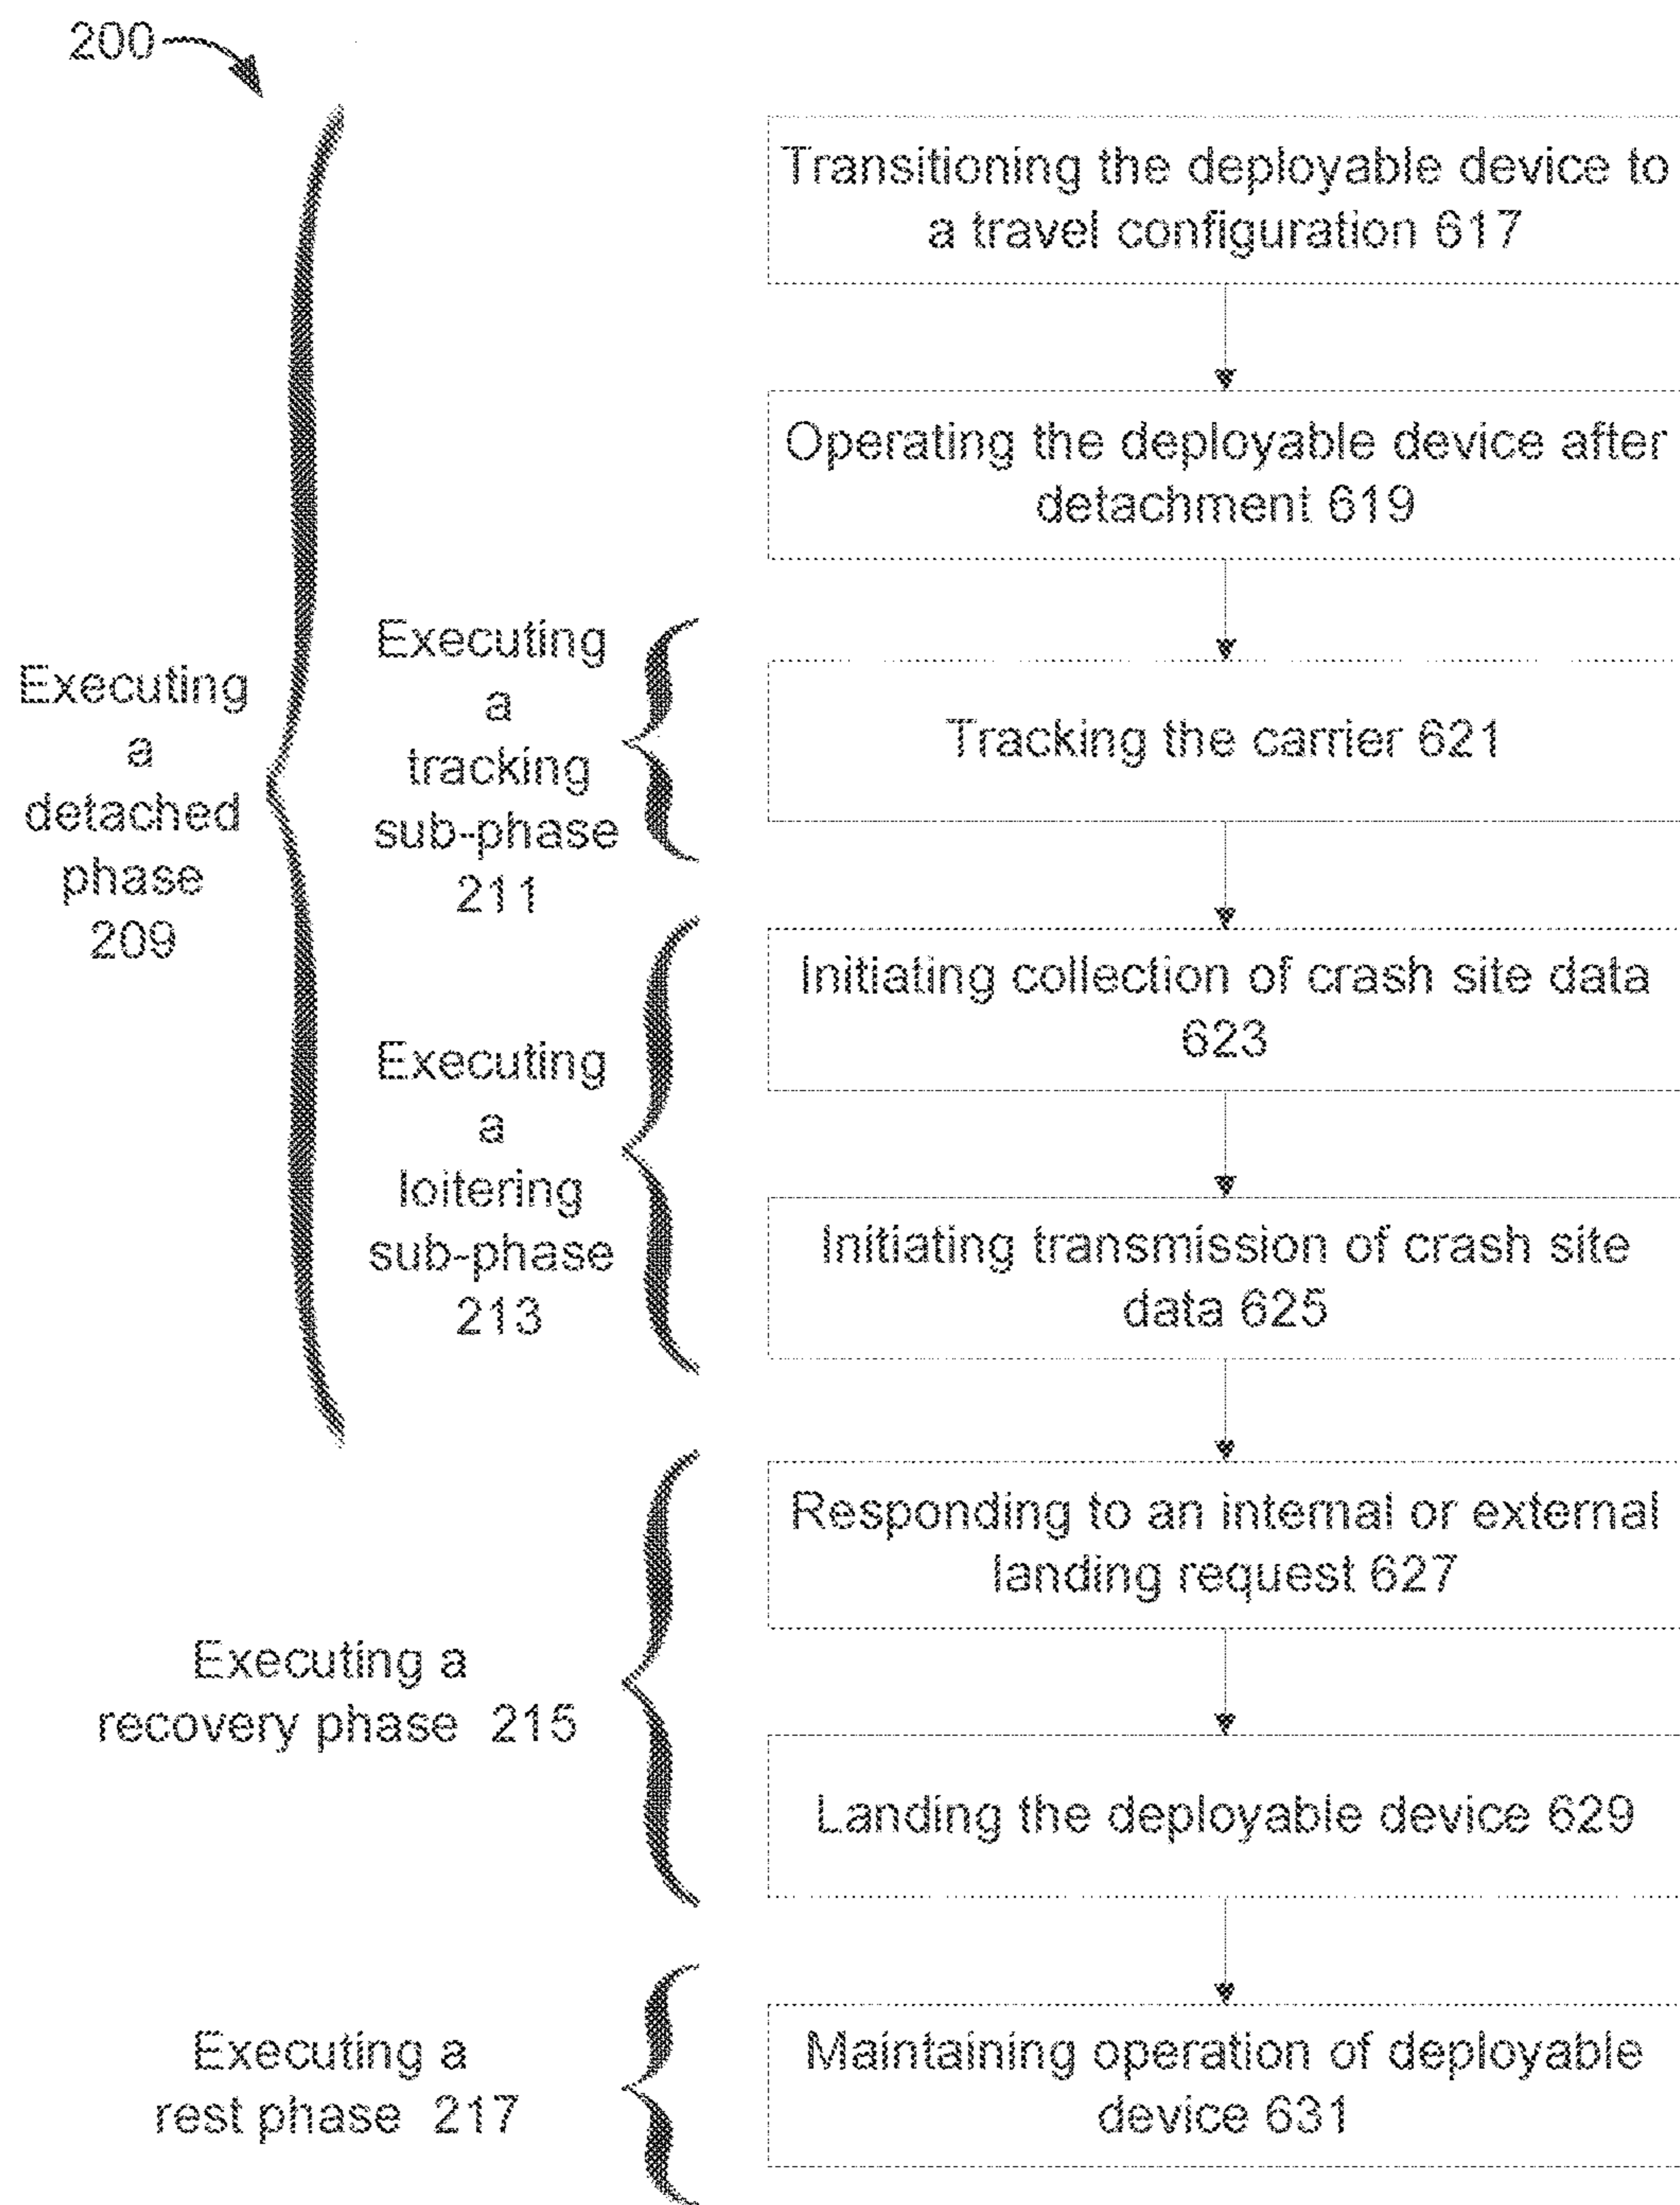 200
Transitioning the deployable device to
a travel configuration 617
Operating the deployable device after
detachment 619
Executing
a
detached
phase
209
Executing
a
tracking
sub-phase
211
Tracking the carrier 621
Executing
a
loitering
sub-phase
213
Initiating collection of crash site data
623
Initiating transmission of crash site
data 625
Executing a
recovery phase 215
Responding to an internal or external
landing request 627
Landing the deployable device 629
Executing a
rest phase 217
Maintaining operation of deployable
device 631